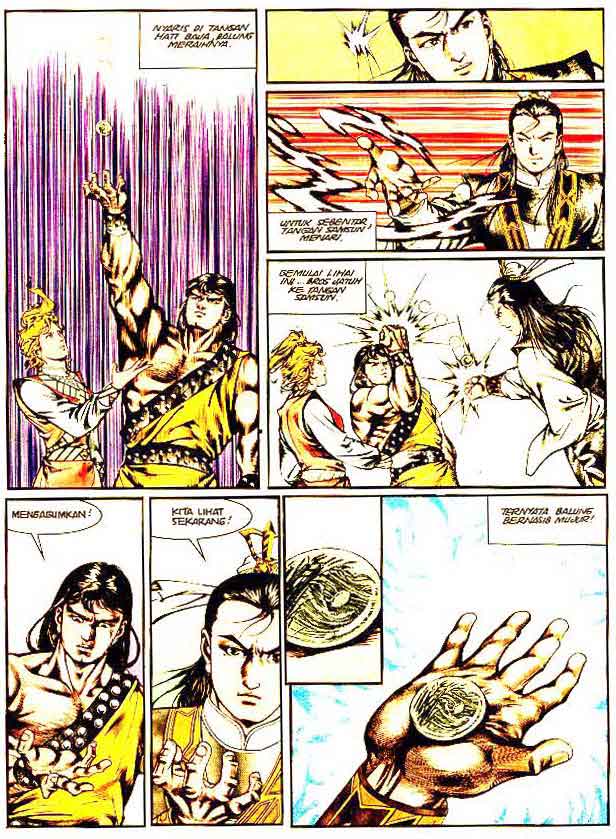 NYARIS DI TANGAN
HATI BAJA, BALUNG
MERAIHNYA.
UNTUK SEBENTAR,
TANGAN SAMSUN
MENARI.
GEMULAI LIHAI
INI... BROS JATUH
KE TANGAN
SAMSUN.
MENGAGUMKAN!
KITA LIHAT
SEKARANG!
TERNYATA BALUNG
BERNASIB MUJUR!